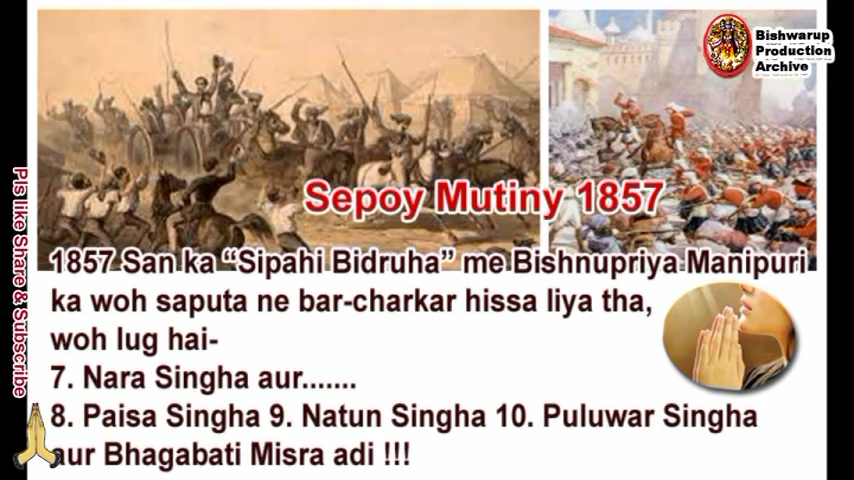 Bishwarup
Production
Archive
Sepoy Mutiny 1857
1857 San ka “Sipahi Bidruha” me Bishnupriya Manipuri
ka woh saputa ne bar-charkar hissa liya tha,
woh lug hai-
7. Nara Singha aur.......
8. Paisa Singha 9. Natun Singha 10. Puluwar Singha
aur Bhagabati Misra adi !!!
Pls like Share & Subscribe